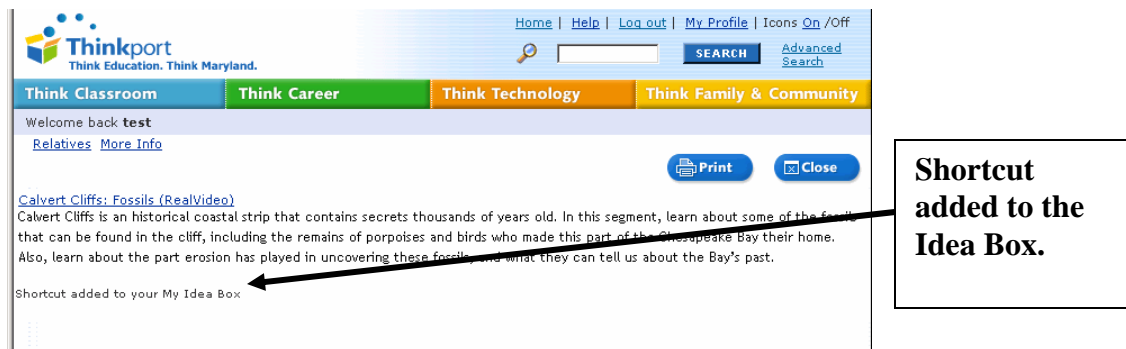 Home | Help | Log out | My Profile | Icons On /Off
Thinkport
Think Education. Think Maryland.
SEARCH
Advanced
Search
Think Classroom
Think Career
Think Technology
Think Family & Community
Welcome back test
Relatives More Info
Print
Close
Calvert Cliffs: Fossils (RealVideo)
Calvert Cliffs is an historical coastal strip that contains secrets thousands of years old. In this segment, learn about some of the fossils
that can be found in the cliff, including the remains of porpoises and birds who made this part of the Chesapeake Bay their home.
Also, learn about the part erosion has played in uncovering these fossils, and what they can tell us about the Bay's past.
Shortcut added to your My Idea Box
Shortcut
added to the
Idea Box.